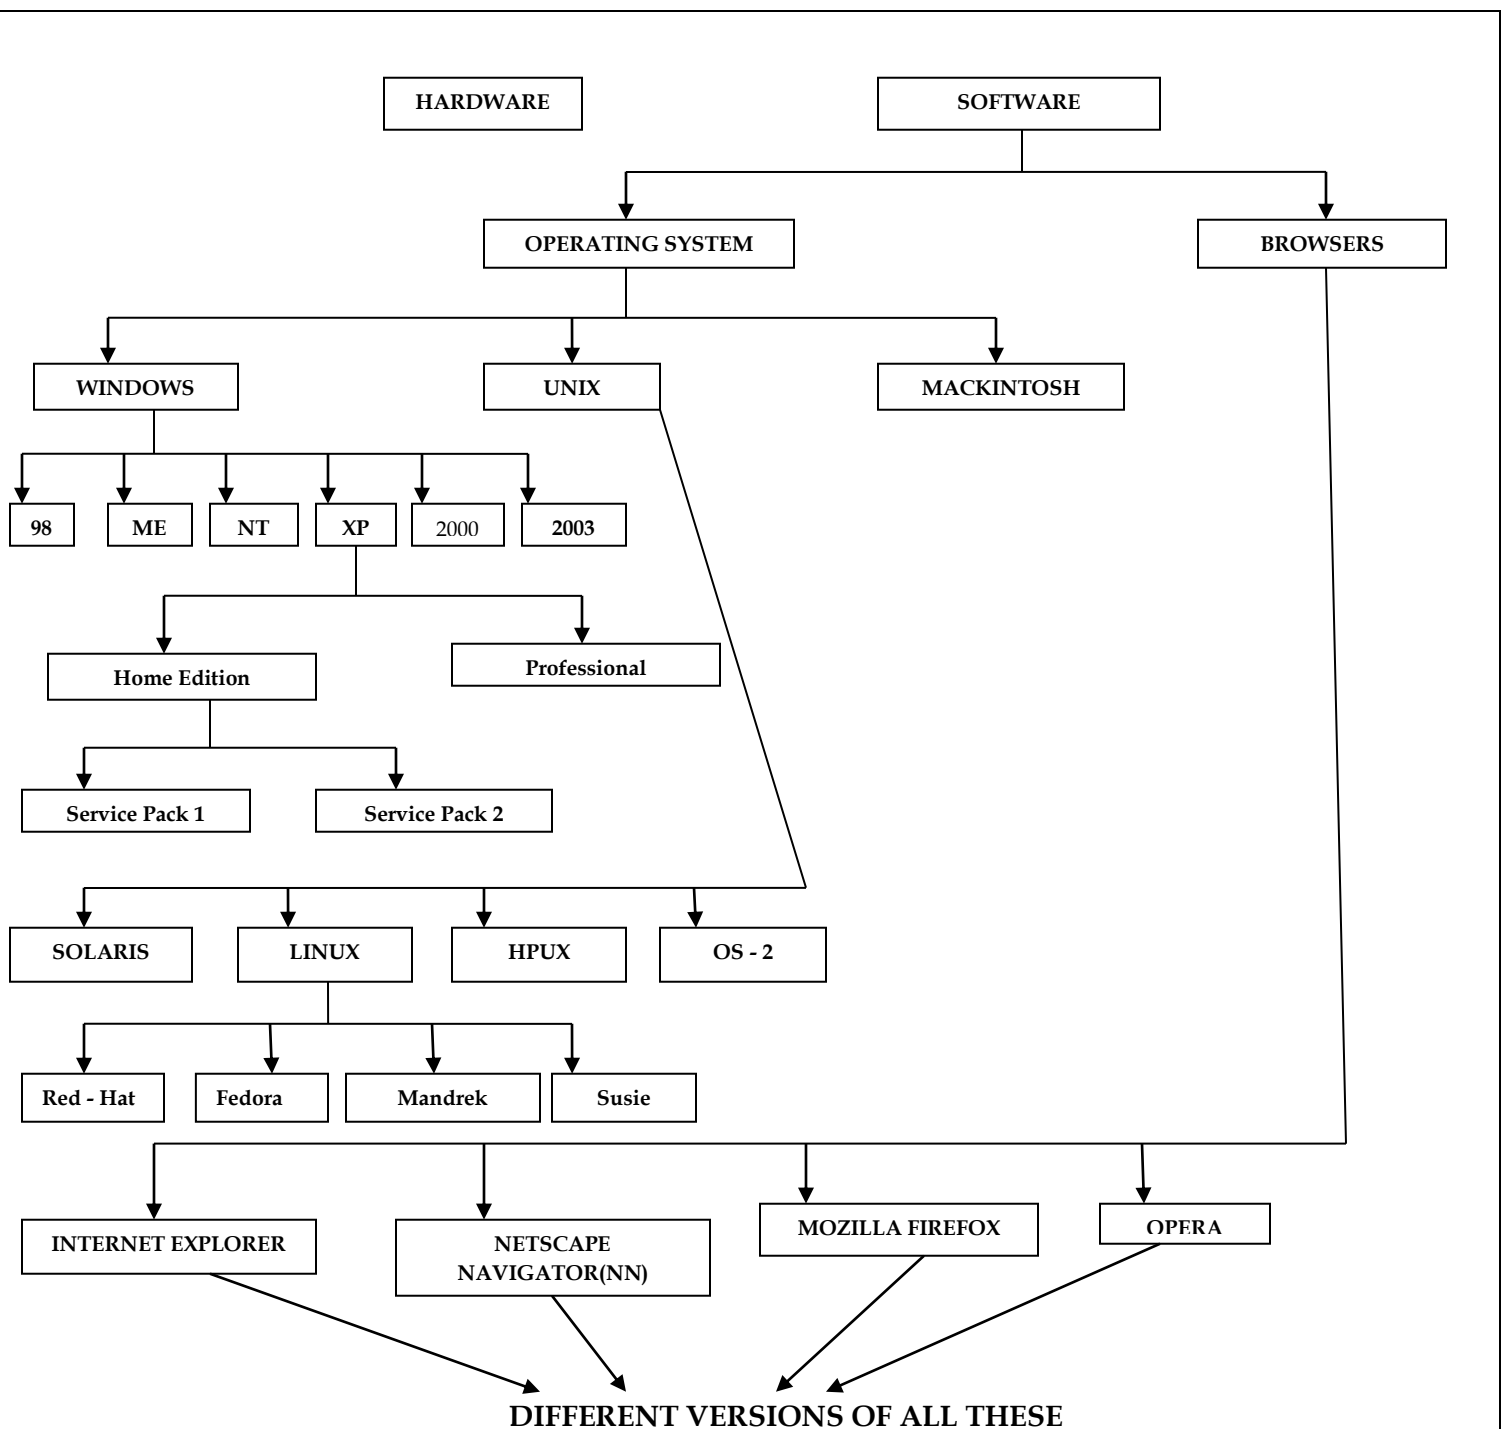 HARDWARE
SOFTWARE
OPERATING SYSTEM
BROWSERS
WINDOWS
UNIX
MACKINTOSH
98
ME
NT
XP
2000
2003
Home Edition
Professional
Service Pack 1
Service Pack 2
SOLARIS
LINUX
HPUX
OS - 2
Red - Hat
Fedora
Mandrek
Susie
INTERNET EXPLORER
NETSCAPE
NAVIGATOR(NN)
MOZILLA FIREFOX
OPERA
DIFFERENT VERSIONS OF ALL THESE